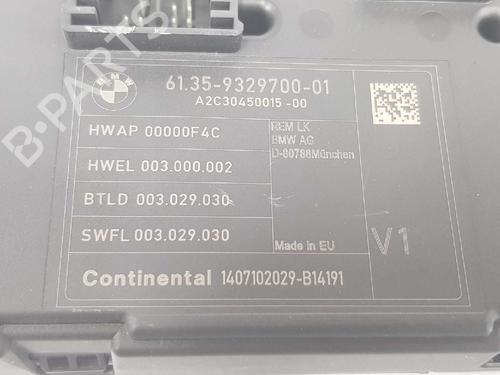 BMW
61.35-9329700-01
A2C30450015-00
HWAP 00000F4C
REM LK
BMW AG
D-80788München
HWEL 003.000.002
BTLD 003.029.030
SWFL 003.029.030
Made in EU
V1
Continental 1407102029-B14191
B-PARTS